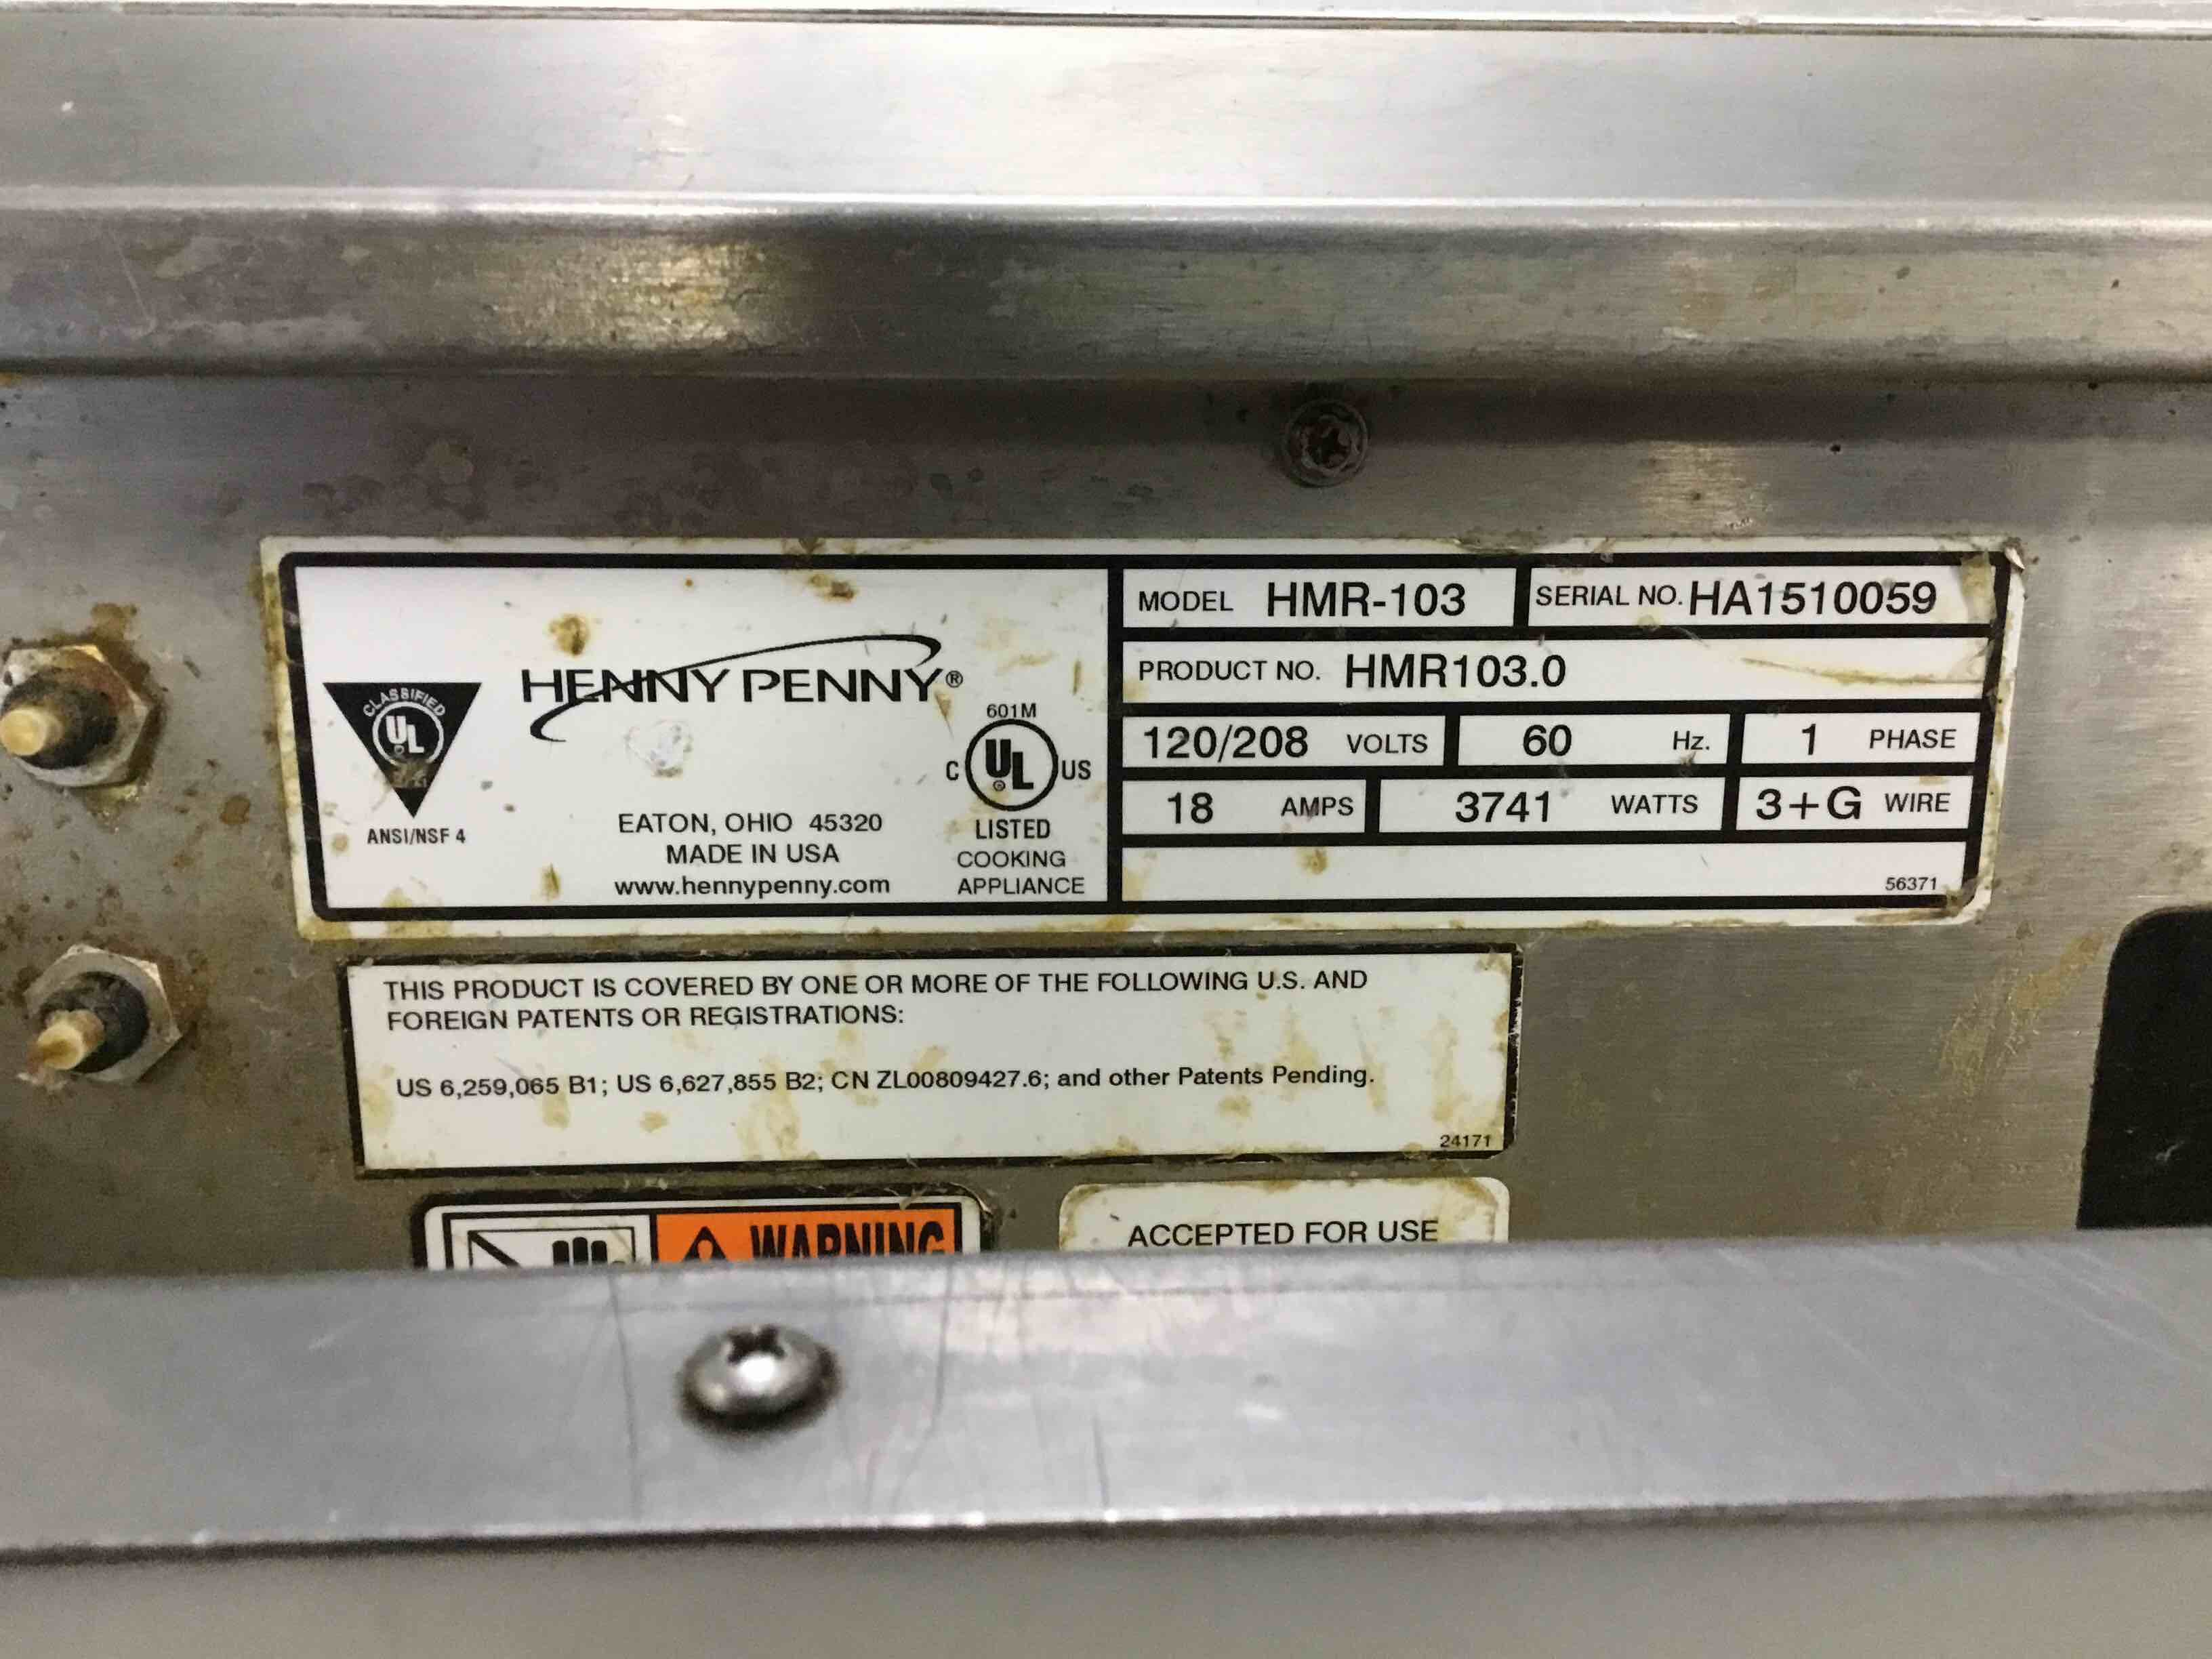 CLASSIFIED
UL
ANSI/NSF 4
HENNY PENNY®
EATON, OHIO 45320
MADE IN USA
www.hennypenny.com
601M
C UL US
LISTED
COOKING
APPLIANCE
MODEL HMR-103 SERIAL NO. HA1510059
PRODUCT NO. HMR103.0
120/208 VOLTS 60 Hz. 1 PHASE
18 AMPS 3741 WATTS 3+G WIRE
56371
THIS PRODUCT IS COVERED BY ONE OR MORE OF THE FOLLOWING U.S. AND
FOREIGN PATENTS OR REGISTRATIONS:
US 6,259,065 B1; US 6,627,855 B2; CN ZL00809427.6; and other Patents Pending.
24171
WARNING
ACCEPTED FOR USE